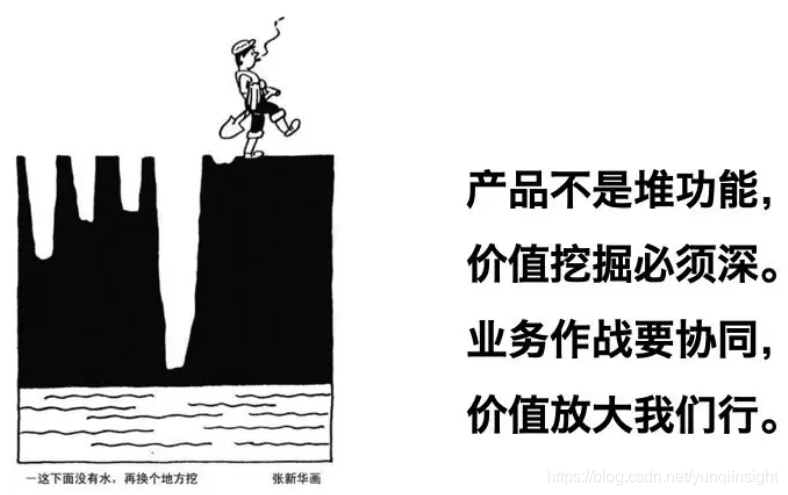 产品不是堆功能，
价值挖掘必须深。
业务作战要协同，
价值放大我们行。
—这下面没有水，再换个地方挖
张新华画
https://blog.csdn.net/yunqiinsight